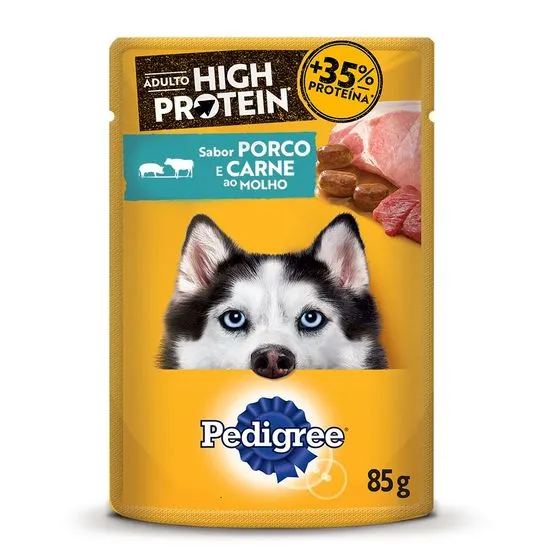 ADULTO
HIGH
PROTEIN*
+35%
PROTEÍNA*
Sabor PORCO
E CARNE
ao MOLHO
Pedigree®
85g